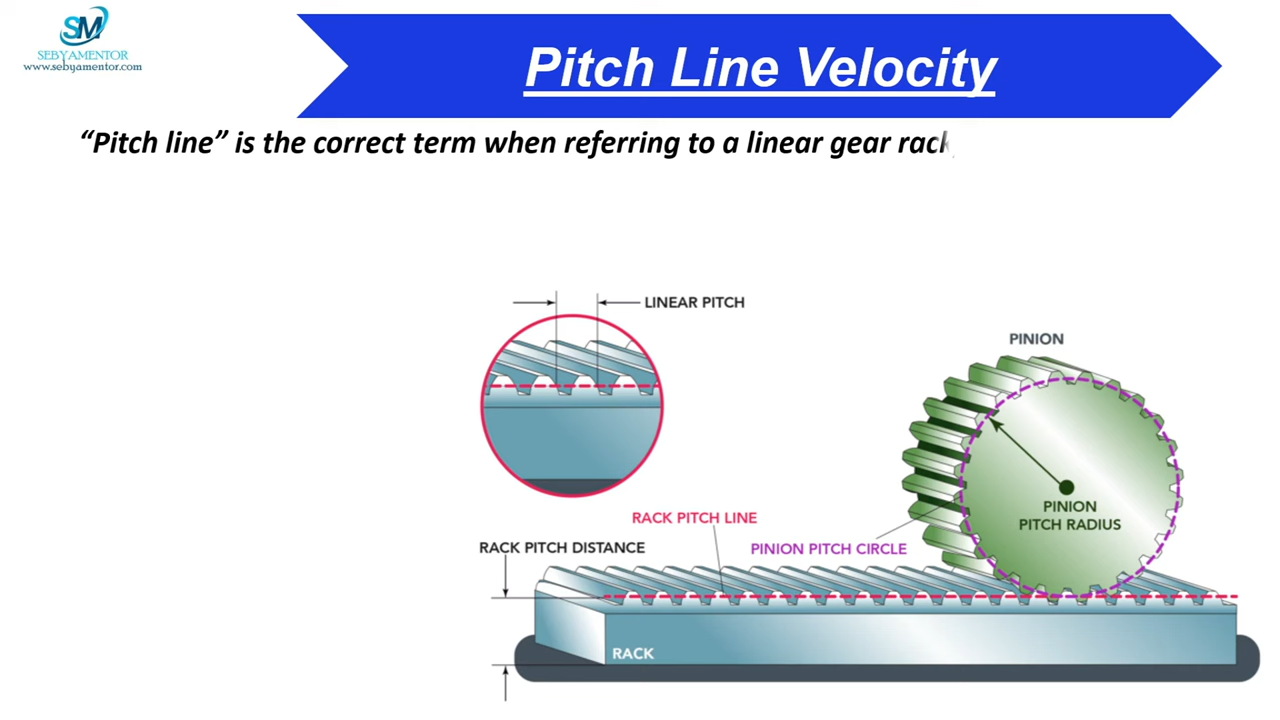 SM
SEBYAMENTOR
www.sebyamentor.com
Pitch Line Velocity
“Pitch line” is the correct term when referring to a linear gear rack
LINEAR PITCH
PINION
PINION
PITCH RADIUS
RACK PITCH LINE
RACK PITCH DISTANCE
PINION PITCH CIRCLE
RACK